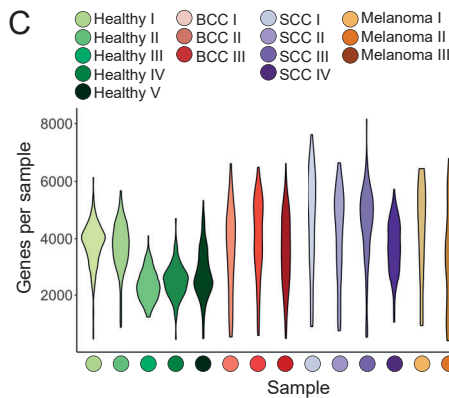 C
Healthy I
Healthy II
Healthy III
Healthy IV
Healthy V
BCC I
BCC II
BCC III
SCC I
SCC II
SCC III
SCC IV
Melanoma I
Melanoma II
Melanoma III
Genes per sample
8000
6000
4000
2000
Sample